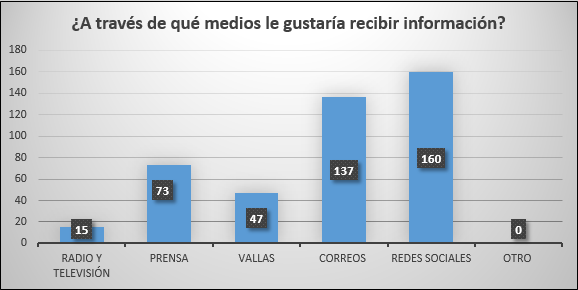 ¿A través de qué medios le gustaría recibir información?
180
160
140
120
100
80
60
40
20
0
15
73
47
137
160
0
RADIO Y
TELEVISIÓN
PRENSA
VALLAS
CORREOS
REDES SOCIALES
OTRO